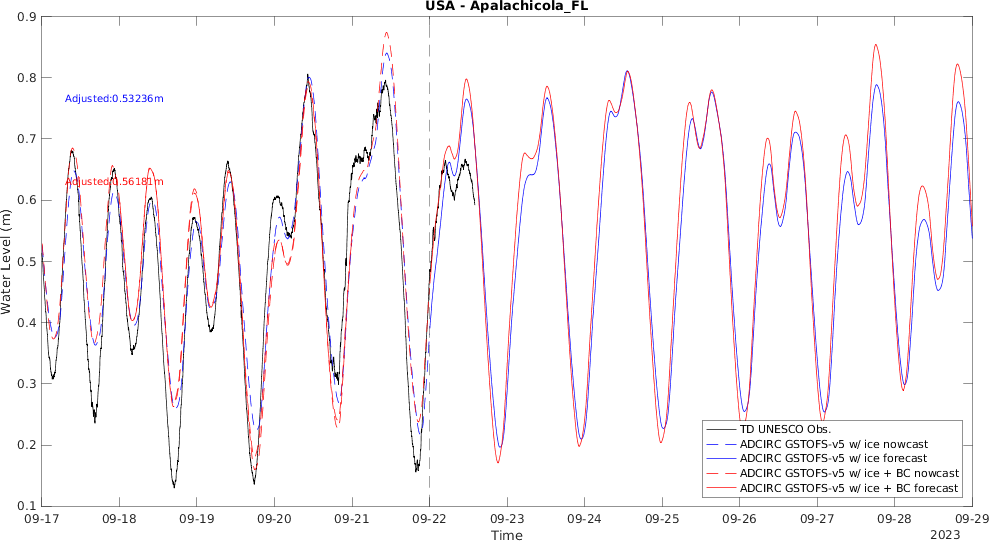 USA - Apalachicola_FL
0.9
0.8
0.7
0.6
0.5
0.4
0.3
0.2
0.1
Water Level (m)
Adjusted:0.53236m
Adjusted:0.56181m
TD UNESCO Obs.
ADCIRC GSTOFS-v5 w/ ice nowcast
ADCIRC GSTOFS-v5 w/ ice forecast
ADCIRC GSTOFS-v5 w/ ice + BC nowcast
ADCIRC GSTOFS-v5 w/ ice + BC forecast
09-17 09-18 09-19 09-20 09-21 09-22 09-23 09-24 09-25 09-26 09-27 09-28 09-29
Time
2023